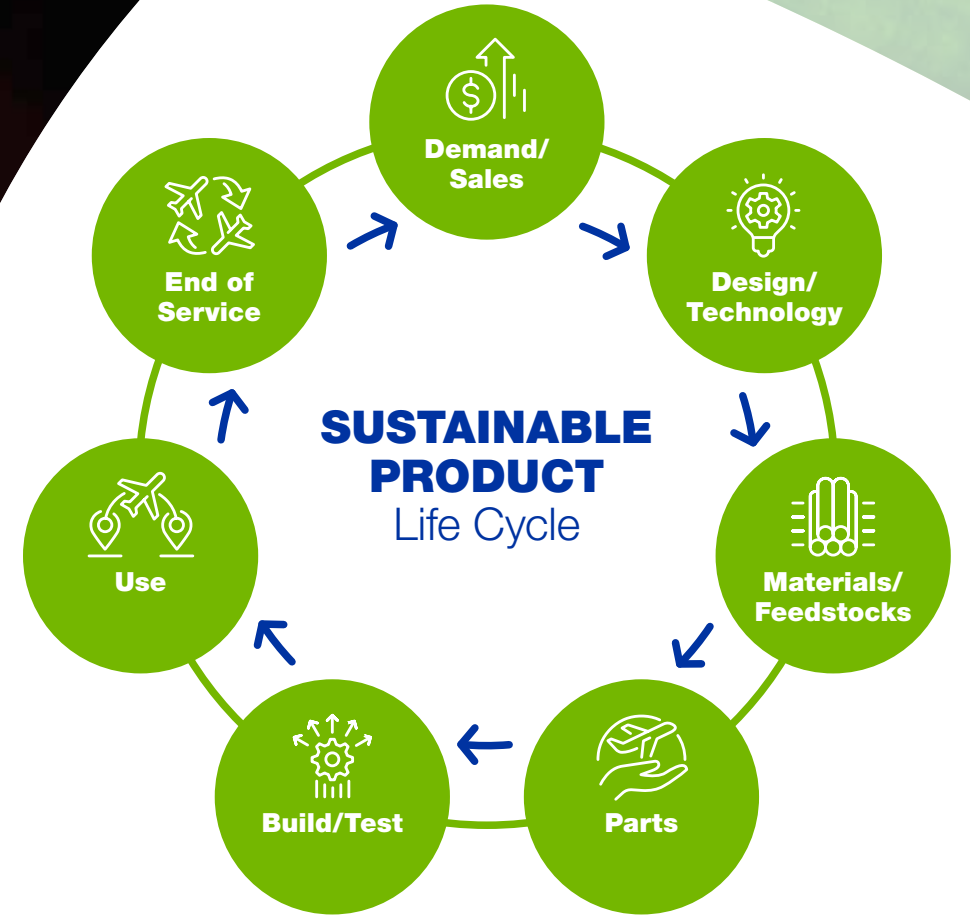 $
Demand/
Sales
Design/
Technology
Materials/
Feedstocks
Parts
Build/Test
Use
End of
Service
SUSTAINABLE
PRODUCT
Life Cycle